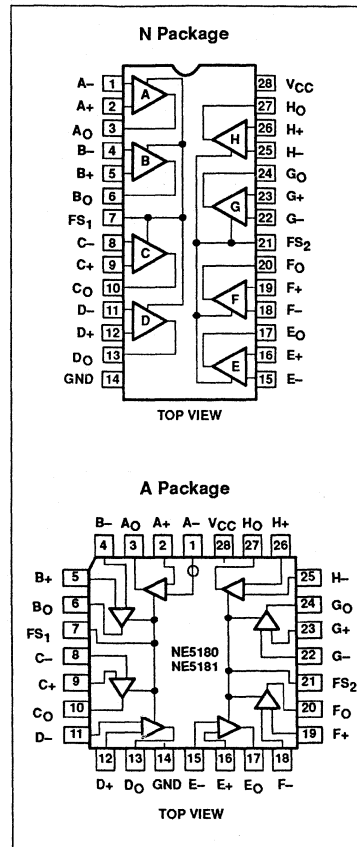 N Package
A– 1 28 VCC
A+ 2 27 HO
AO 3 26 H+
B– 4 25 H–
B+ 5 24 GO
BO 6 23 G+
FS1 7 22 G–
C– 8 21 FS2
C+ 9 20 FO
CO 10 19 F+
D– 11 18 F–
D+ 12 17 EO
DO 13 16 E+
GND 14 15 E–
A
B
C
D
H
G
F
E
TOP VIEW
A Package
B– AO A+ A– VCC HO H+
4 3 2 1 28 27 26
B+ 5 25 H–
BO 6 24 GO
FS1 7 23 G+
C– 8 22 G–
C+ 9 21 FS2
CO 10 20 FO
D– 11 19 F+
NE5180
NE5181
12 13 14 15 16 17 18
D+ DO GND E– E+ EO F–
TOP VIEW